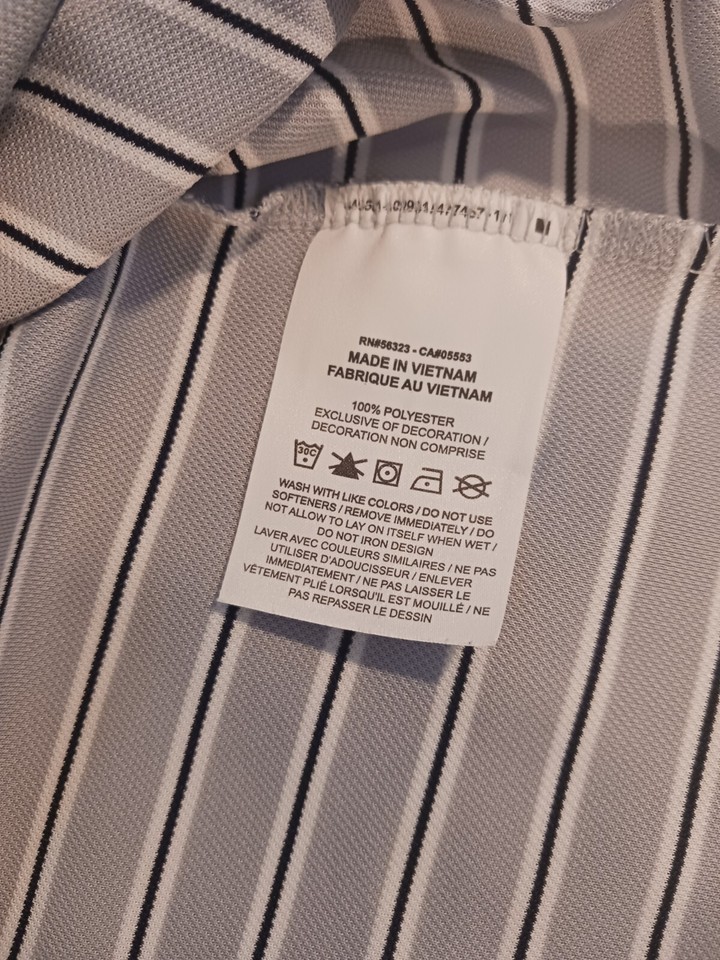 RN#56323 - CA#05553
MADE IN VIETNAM
FABRIQUE AU VIETNAM
100% POLYESTER
EXCLUSIVE OF DECORATION /
DECORATION NON COMPRISE
30C
WASH WITH LIKE COLORS / DO NOT USE
SOFTENERS / REMOVE IMMEDIATELY / DO
NOT ALLOW TO LAY ON ITSELF WHEN WET /
DO NOT IRON DESIGN
LAVER AVEC COULEURS SIMILAIRES / NE PAS
UTILISER D'ADOUCISSEUR / ENLEVER
IMMEDIATEMENT / NE PAS LAISSER LE
VÊTEMENT PLIÉ LORSQU'IL EST MOUILLÉ / NE
PAS REPASSER LE DESSIN